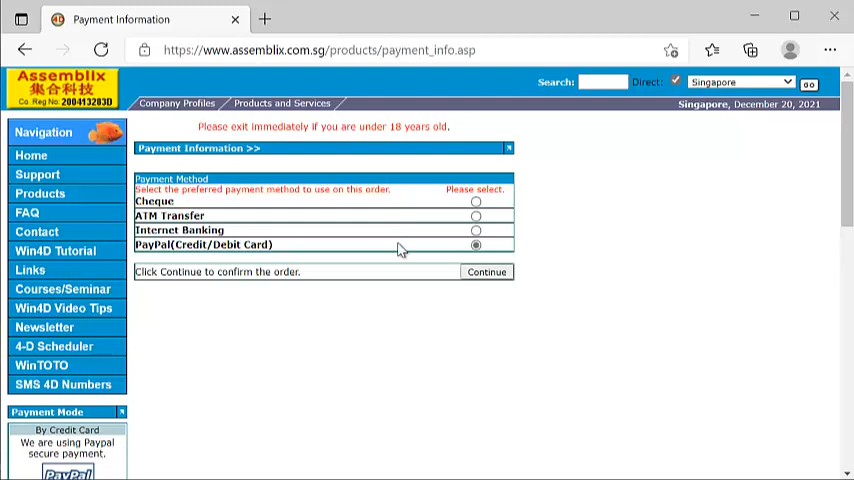 Payment Information
https://www.assemblix.com.sg/products/payment_info.asp
Assemblix
集合科技
Co. Reg No. 200413283D
Search:
Direct:
Singapore
GO
Company Profiles
Products and Services
Singapore, December 20, 2021
Please exit immediately if you are under 18 years old.
Navigation
Home
Support
Products
FAQ
Contact
Win4D Tutorial
Links
Courses/Seminar
Win4D Video Tips
Newsletter
4-D Scheduler
WinTOTO
SMS 4D Numbers
Payment Information >>
Payment Method
Select the preferred payment method to use on this order. Please select.
Cheque
ATM Transfer
Internet Banking
PayPal(Credit/Debit Card)
Click Continue to confirm the order. Continue
Payment Mode
By Credit Card
We are using Paypal
secure payment.
PayPal